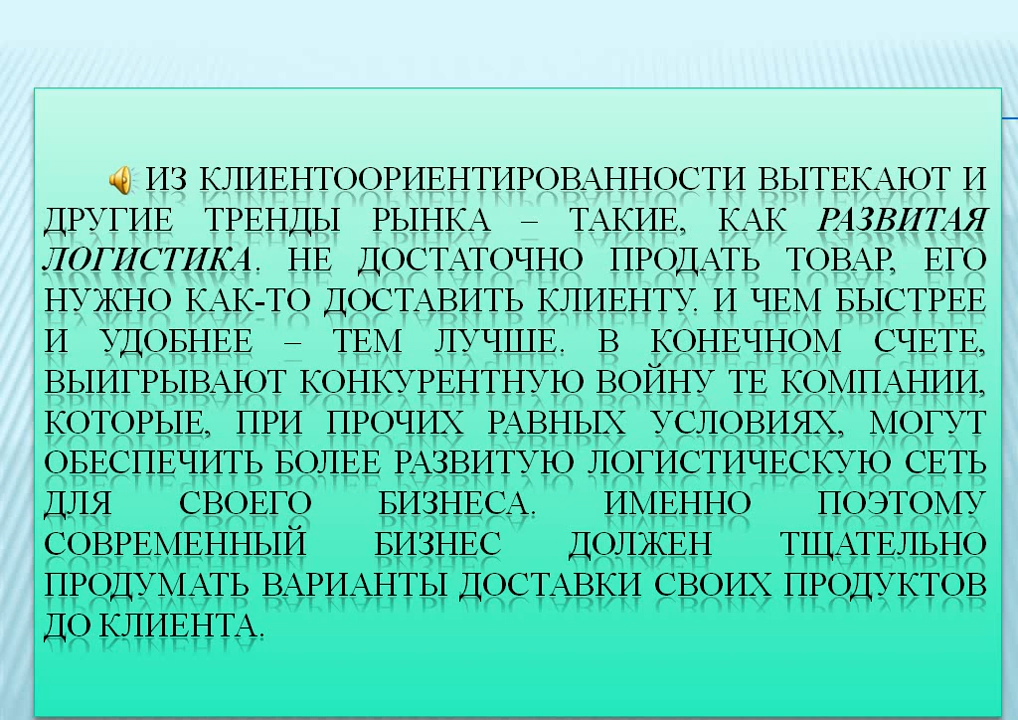 ИЗ КЛИЕНТООРИЕНТИРОВАННОСТИ ВЫТЕКАЮТ И
ДРУГИЕ ТРЕНДЫ РЫНКА – ТАКИЕ, КАК РАЗВИТАЯ
ЛОГИСТИКА. НЕ ДОСТАТОЧНО ПРОДАТЬ ТОВАР, ЕГО
НУЖНО КАК-ТО ДОСТАВИТЬ КЛИЕНТУ. И ЧЕМ БЫСТРЕЕ
И УДОБНЕЕ – ТЕМ ЛУЧШЕ. В КОНЕЧНОМ СЧЕТЕ,
ВЫИГРЫВАЮТ КОНКУРЕНТНУЮ ВОЙНУ ТЕ КОМПАНИИ,
КОТОРЫЕ, ПРИ ПРОЧИХ РАВНЫХ УСЛОВИЯХ, МОГУТ
ОБЕСПЕЧИТЬ БОЛЕЕ РАЗВИТУЮ ЛОГИСТИЧЕСКУЮ СЕТЬ
ДЛЯ СВОЕГО БИЗНЕСА. ИМЕННО ПОЭТОМУ
СОВРЕМЕННЫЙ БИЗНЕС ДОЛЖЕН ТЩАТЕЛЬНО
ПРОДУМАТЬ ВАРИАНТЫ ДОСТАВКИ СВОИХ ПРОДУКТОВ
ДО КЛИЕНТА.